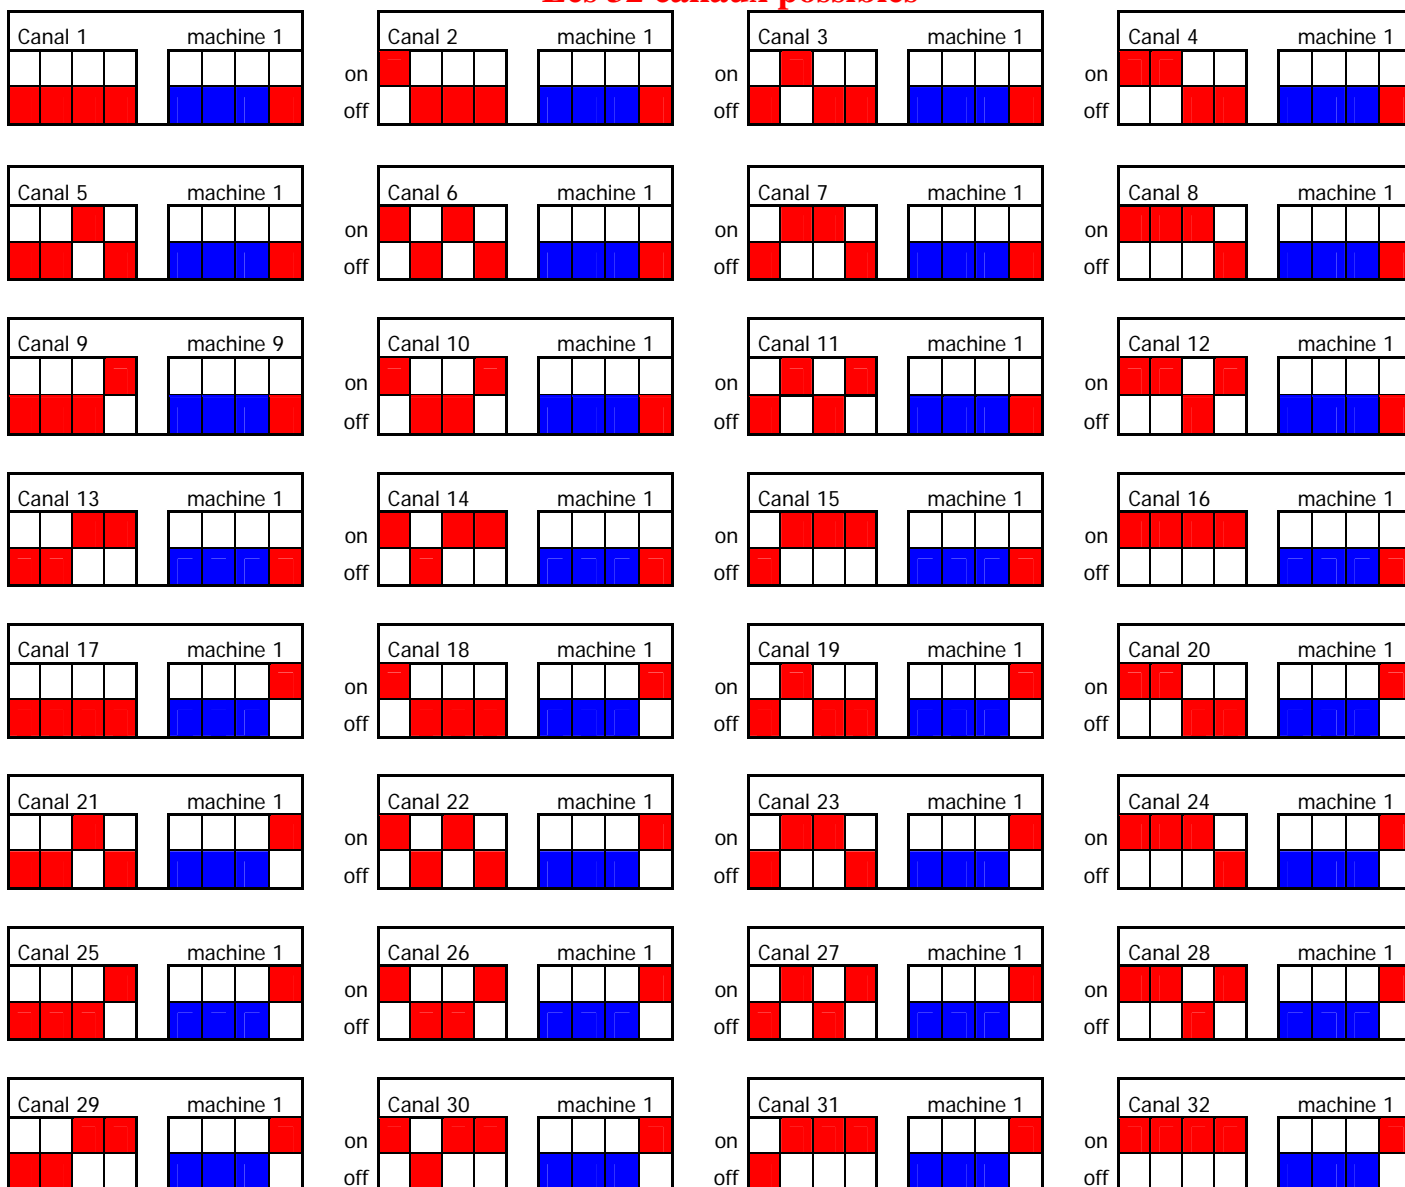 Les 32 canaux possibles
Canal 1 machine 1 Canal 2 machine 1 Canal 3 machine 1 Canal 4 machine 1
on on on
off off off
Canal 5 machine 1 Canal 6 machine 1 Canal 7 machine 1 Canal 8 machine 1
on on on
off off off
Canal 9 machine 9 Canal 10 machine 1 Canal 11 machine 1 Canal 12 machine 1
on on on
off off off
Canal 13 machine 1 Canal 14 machine 1 Canal 15 machine 1 Canal 16 machine 1
on on on
off off off
Canal 17 machine 1 Canal 18 machine 1 Canal 19 machine 1 Canal 20 machine 1
on on on
off off off
Canal 21 machine 1 Canal 22 machine 1 Canal 23 machine 1 Canal 24 machine 1
on on on
off off off
Canal 25 machine 1 Canal 26 machine 1 Canal 27 machine 1 Canal 28 machine 1
on on on
off off off
Canal 29 machine 1 Canal 30 machine 1 Canal 31 machine 1 Canal 32 machine 1
on on on
off off off